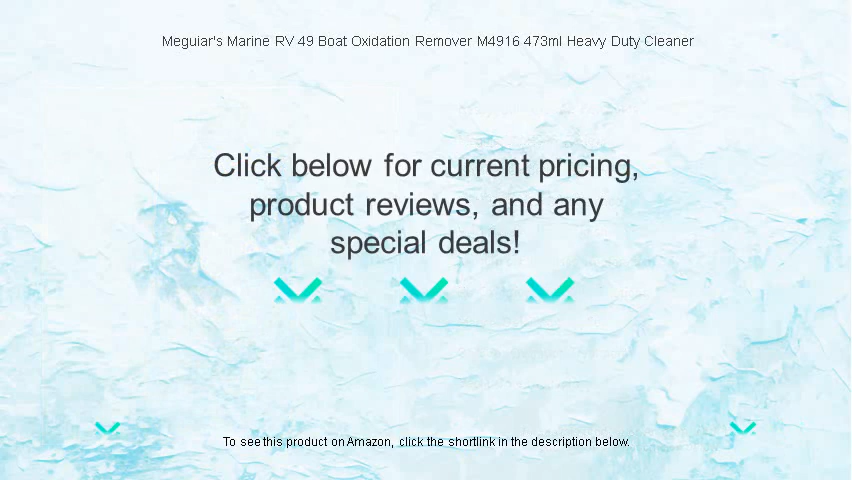 Meguiar's Marine RV 49 Boat Oxidation Remover M4916 473ml Heavy Duty Cleaner
Click below for current pricing,
product reviews, and any
special deals!
To see this product on Amazon, click the shortlink in the description below.